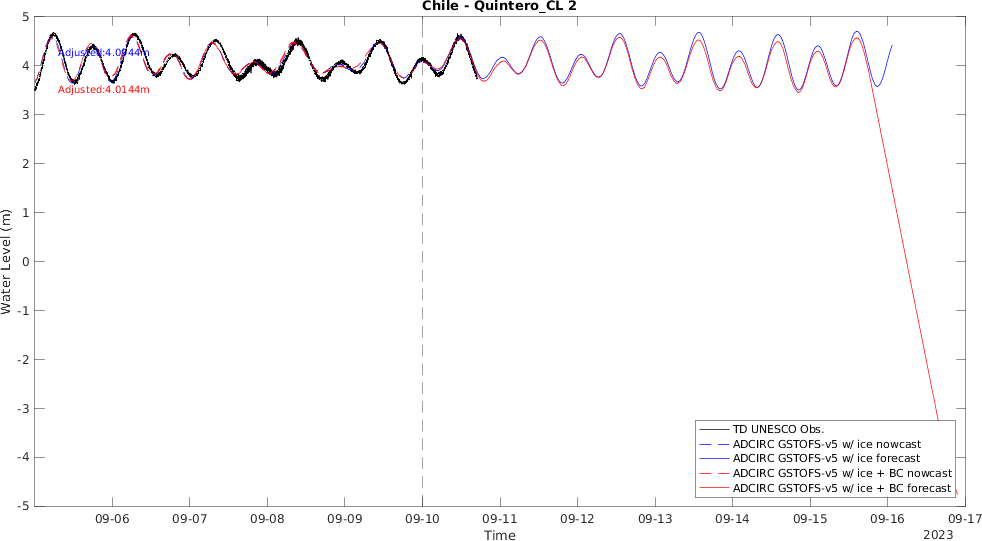 Chile - Quintero_CL 2
5
4
3
2
1
0
-1
-2
-3
-4
-5
Water Level (m)
Adjusted:4.0944m
Adjusted:4.0144m
TD UNESCO Obs.
ADCIRC GSTOFS-v5 w/ ice nowcast
ADCIRC GSTOFS-v5 w/ ice forecast
ADCIRC GSTOFS-v5 w/ ice + BC nowcast
ADCIRC GSTOFS-v5 w/ ice + BC forecast
09-06 09-07 09-08 09-09 09-10 09-11 09-12 09-13 09-14 09-15 09-16 09-17
Time
2023